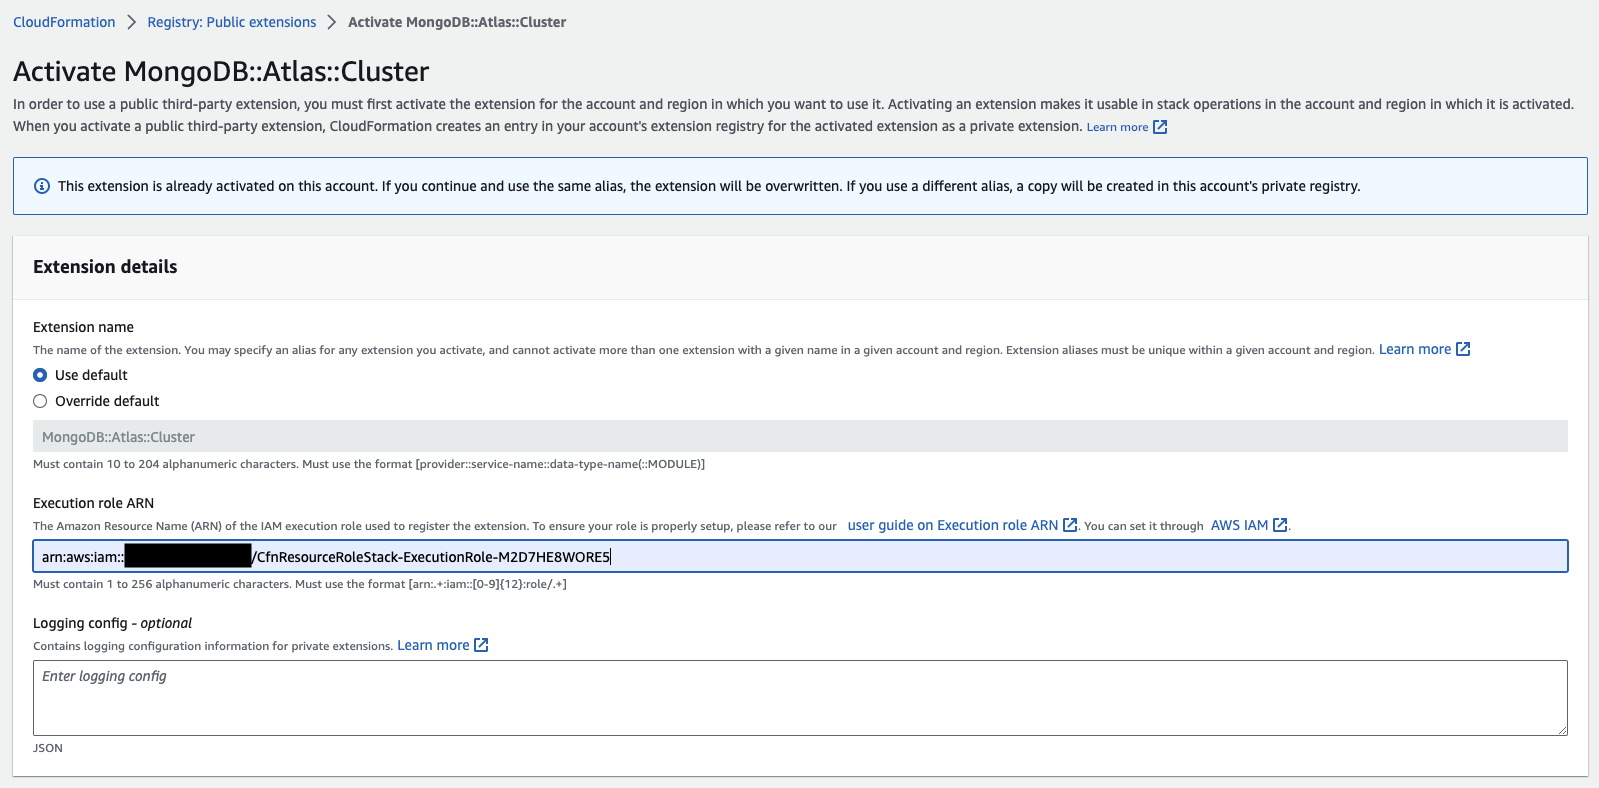 CloudFormation > Registry: Public extensions > Activate MongoDB::Atlas::Cluster
Activate MongoDB::Atlas::Cluster
In order to use a public third-party extension, you must first activate the extension for the account and region in which you want to use it. Activating an extension makes it usable in stack operations in the account and region in which it is activated.
When you activate a public third-party extension, CloudFormation creates an entry in your account's extension registry for the activated extension as a private extension. Learn more
This extension is already activated on this account. If you continue and use the same alias, the extension will be overwritten. If you use a different alias, a copy will be created in this account's private registry.
Extension details
Extension name
The name of the extension. You may specify an alias for any extension you activate, and cannot activate more than one extension with a given name in a given account and region. Extension aliases must be unique within a given account and region. Learn more
Use default
Override default
MongoDB::Atlas::Cluster
Must contain 10 to 204 alphanumeric characters. Must use the format [provider::service-name::data-type-name(::MODULE)]
Execution role ARN
The Amazon Resource Name (ARN) of the IAM execution role used to register the extension. To ensure your role is properly setup, please refer to our user guide on Execution role ARN. You can set it through AWS IAM.
arn:aws:iam:: /CfnResourceRoleStack-ExecutionRole-M2D7HE8WORE5
Must contain 1 to 256 alphanumeric characters. Must use the format [arn:.+:iam::[0-9]{12}:role/.+]
Logging config - optional
Contains logging configuration information for private extensions. Learn more
Enter logging config
JSON